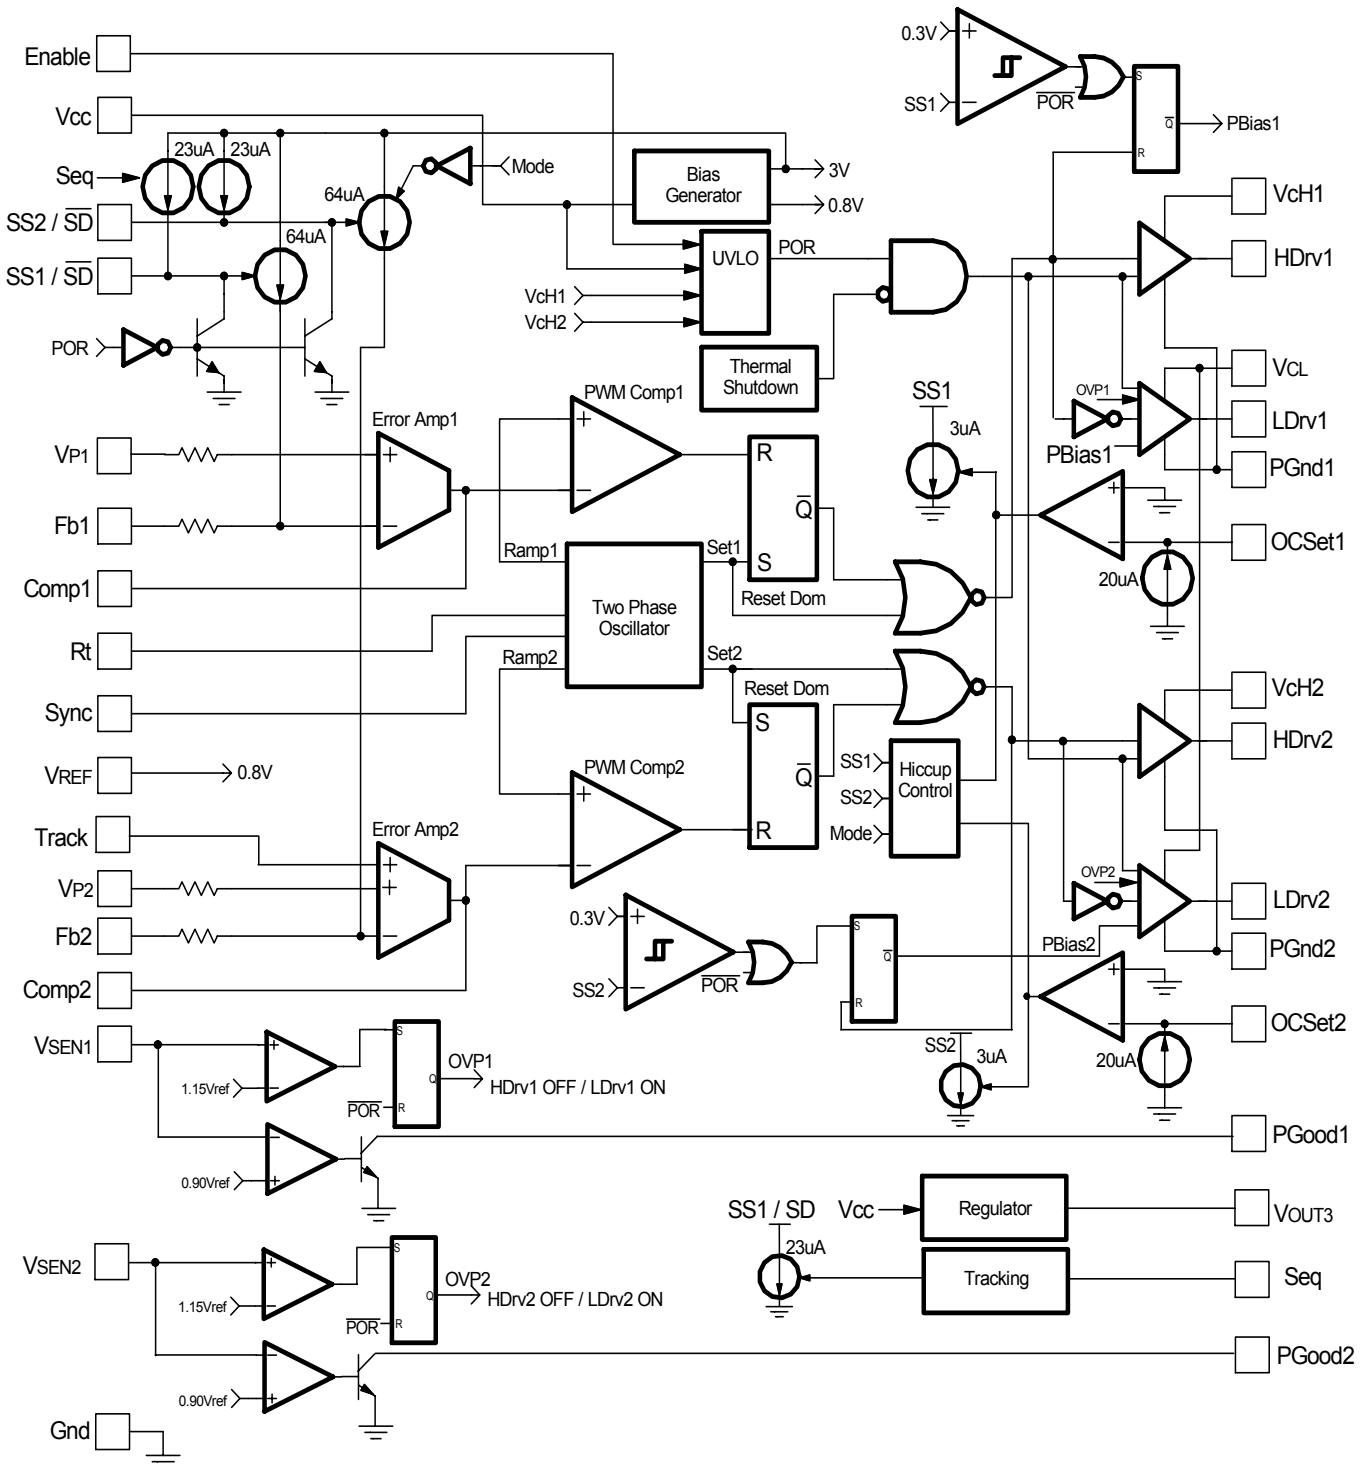 Enable
Vcc
Seq
SS2 / SD
SS1 / SD
23uA
23uA
64uA
64uA
Mode
POR
Bias
Generator
3V
0.8V
UVLO
POR
VcH1
VcH2
Thermal
Shutdown
0.3V
SS1
+
−
POR
S
R
Q
PBias1
VcH1
HDrv1
VCL
LDrv1
PGnd1
OVP1
PBias1
OCSet1
+
−
20uA
SS1
3uA
VP1
Fb1
Comp1
Rt
Sync
VREF
0.8V
Track
VP2
Fb2
Comp2
Error Amp1
+
−
PWM Comp1
+
−
R
Q
S
Reset Dom
Ramp1
Set1
Two Phase
Oscillator
Ramp2
Set2
Reset Dom
S
Q
R
PWM Comp2
+
−
Error Amp2
+
+
−
SS1
SS2
Mode
Hiccup
Control
VcH2
HDrv2
OVP2
LDrv2
PGnd2
PBias2
0.3V
SS2
+
−
POR
S
Q
R
OCSet2
+
−
20uA
SS2
3uA
VSEN1
+
−
1.15Vref
S
Q
R
POR
OVP1
HDrv1 OFF / LDrv1 ON
−
+
0.90Vref
PGood1
SS1 / SD
23uA
Vcc
Regulator
VOUT3
Tracking
Seq
VSEN2
+
−
1.15Vref
S
Q
R
POR
OVP2
HDrv2 OFF / LDrv2 ON
−
+
0.90Vref
PGood2
Gnd